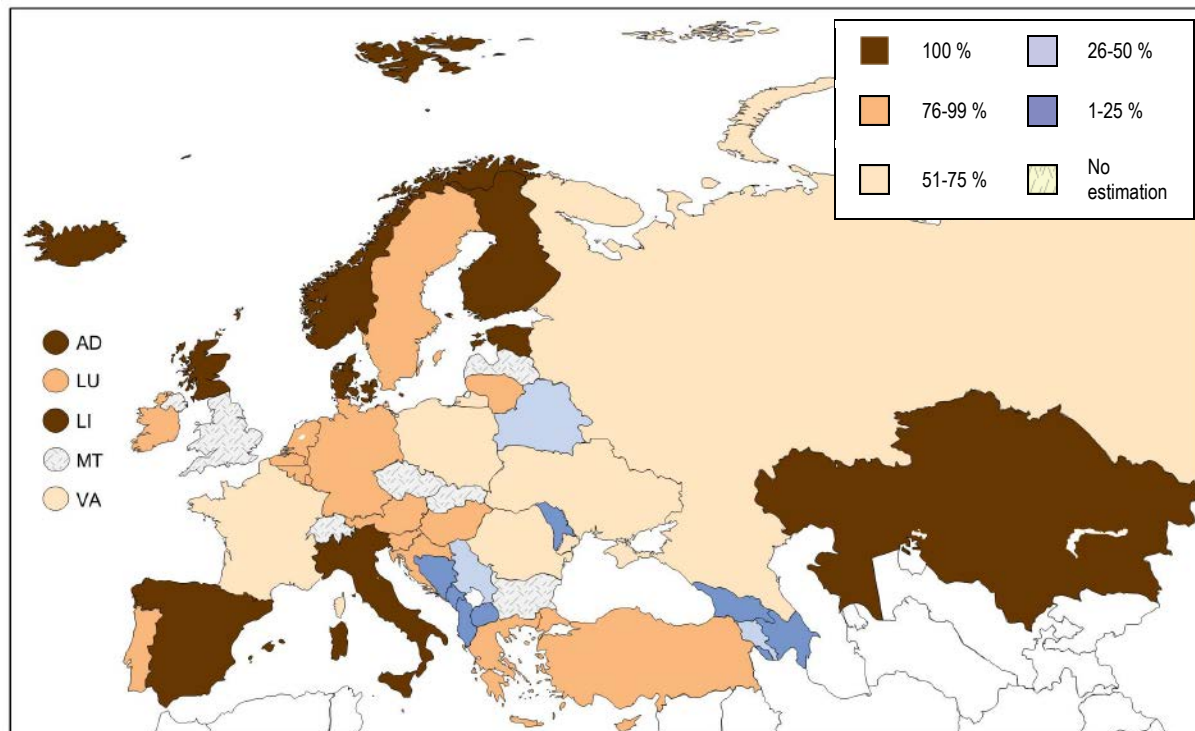 100 %
26-50 %
76-99 %
1-25 %
51-75 %
No
estimation
AD
LU
LI
MT
VA